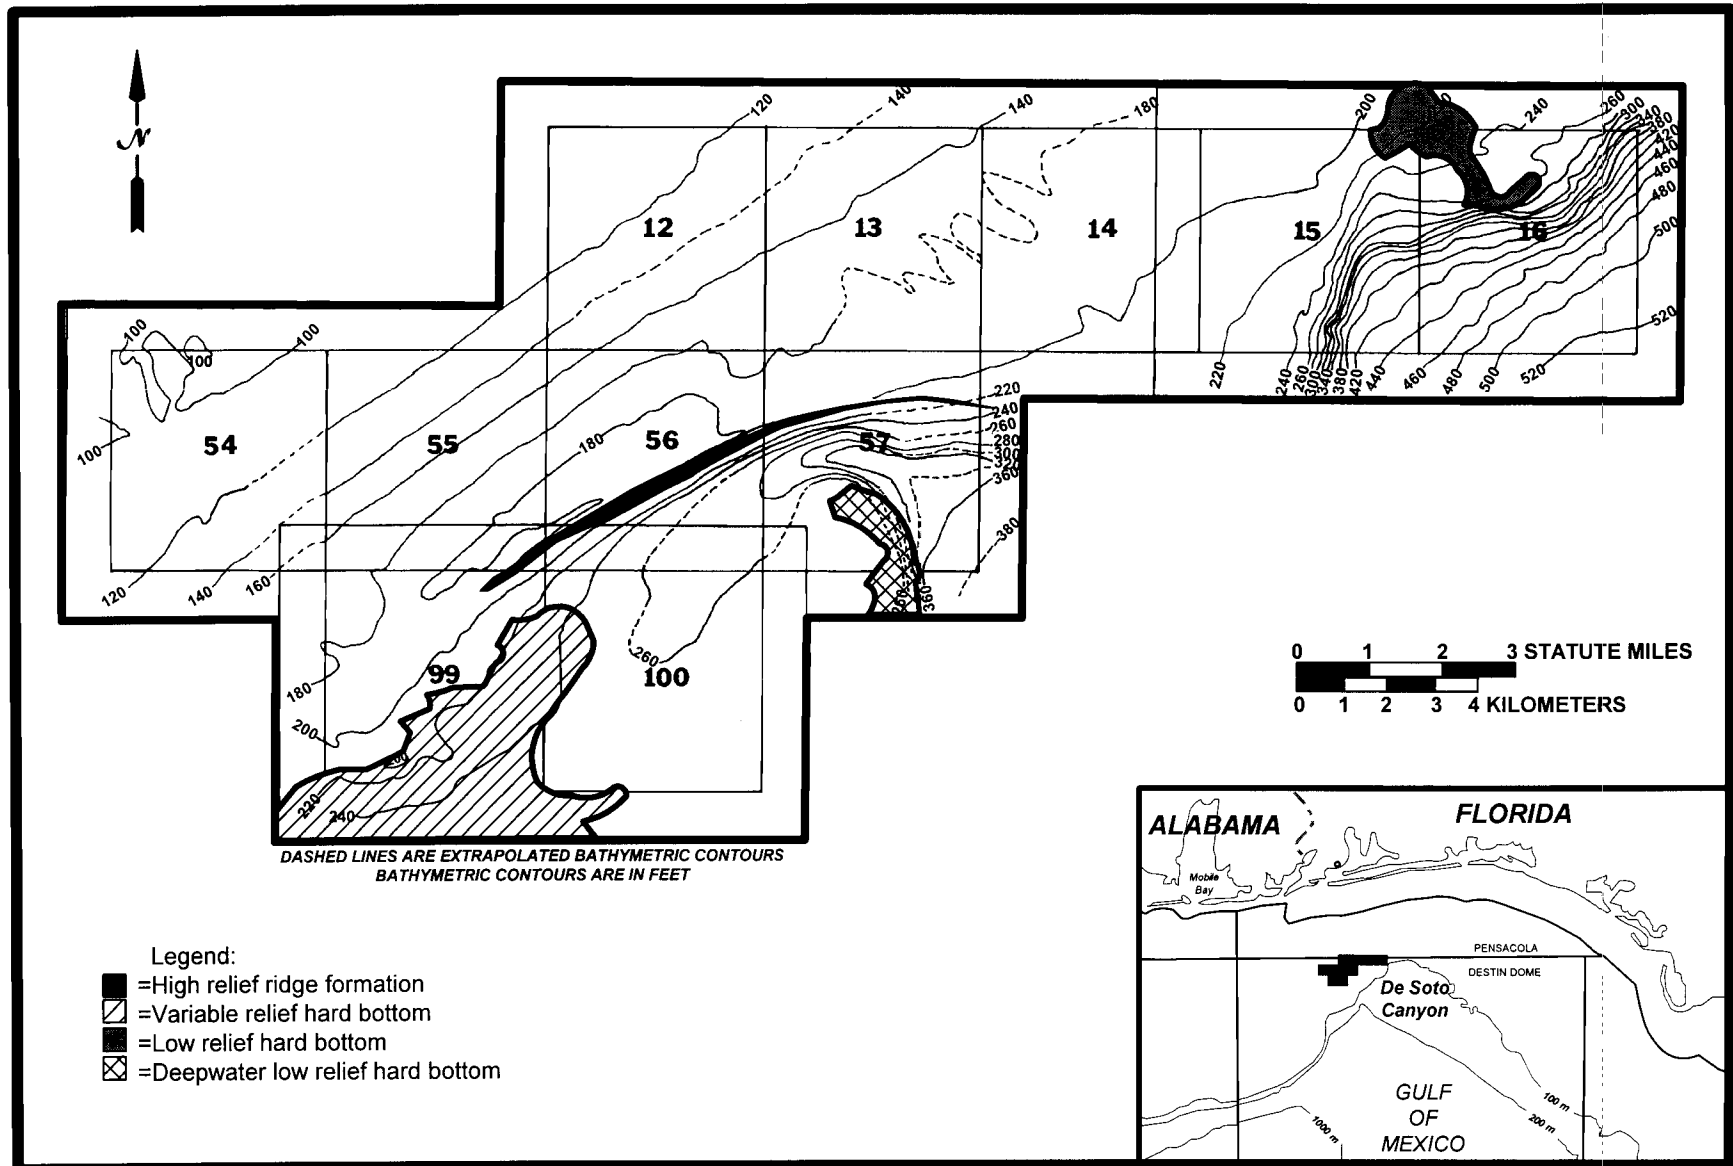 N
120
140
140
180
200
240
260
300
340
380
420
440
460
480
500
520
12
13
14
15
16
100
100
100
100
54
55
56
57
180
220
240
260
280
300
320
360
380
220
240
260
300
340
380
420
440
460
480
500
520
120
140
160
260
360
99
100
260
180
200
200
220
240
0 1 2 3 STATUTE MILES
0 1 2 3 4 KILOMETERS
DASHED LINES ARE EXTRAPOLATED BATHYMETRIC CONTOURS
BATHYMETRIC CONTOURS ARE IN FEET
Legend:
=High relief ridge formation
=Variable relief hard bottom
=Low relief hard bottom
=Deepwater low relief hard bottom
ALABAMA
FLORIDA
Mobile
Bay
PENSACOLA
DESTIN DOME
De Soto
Canyon
GULF
OF
MEXICO
100 m
200 m
1000 m